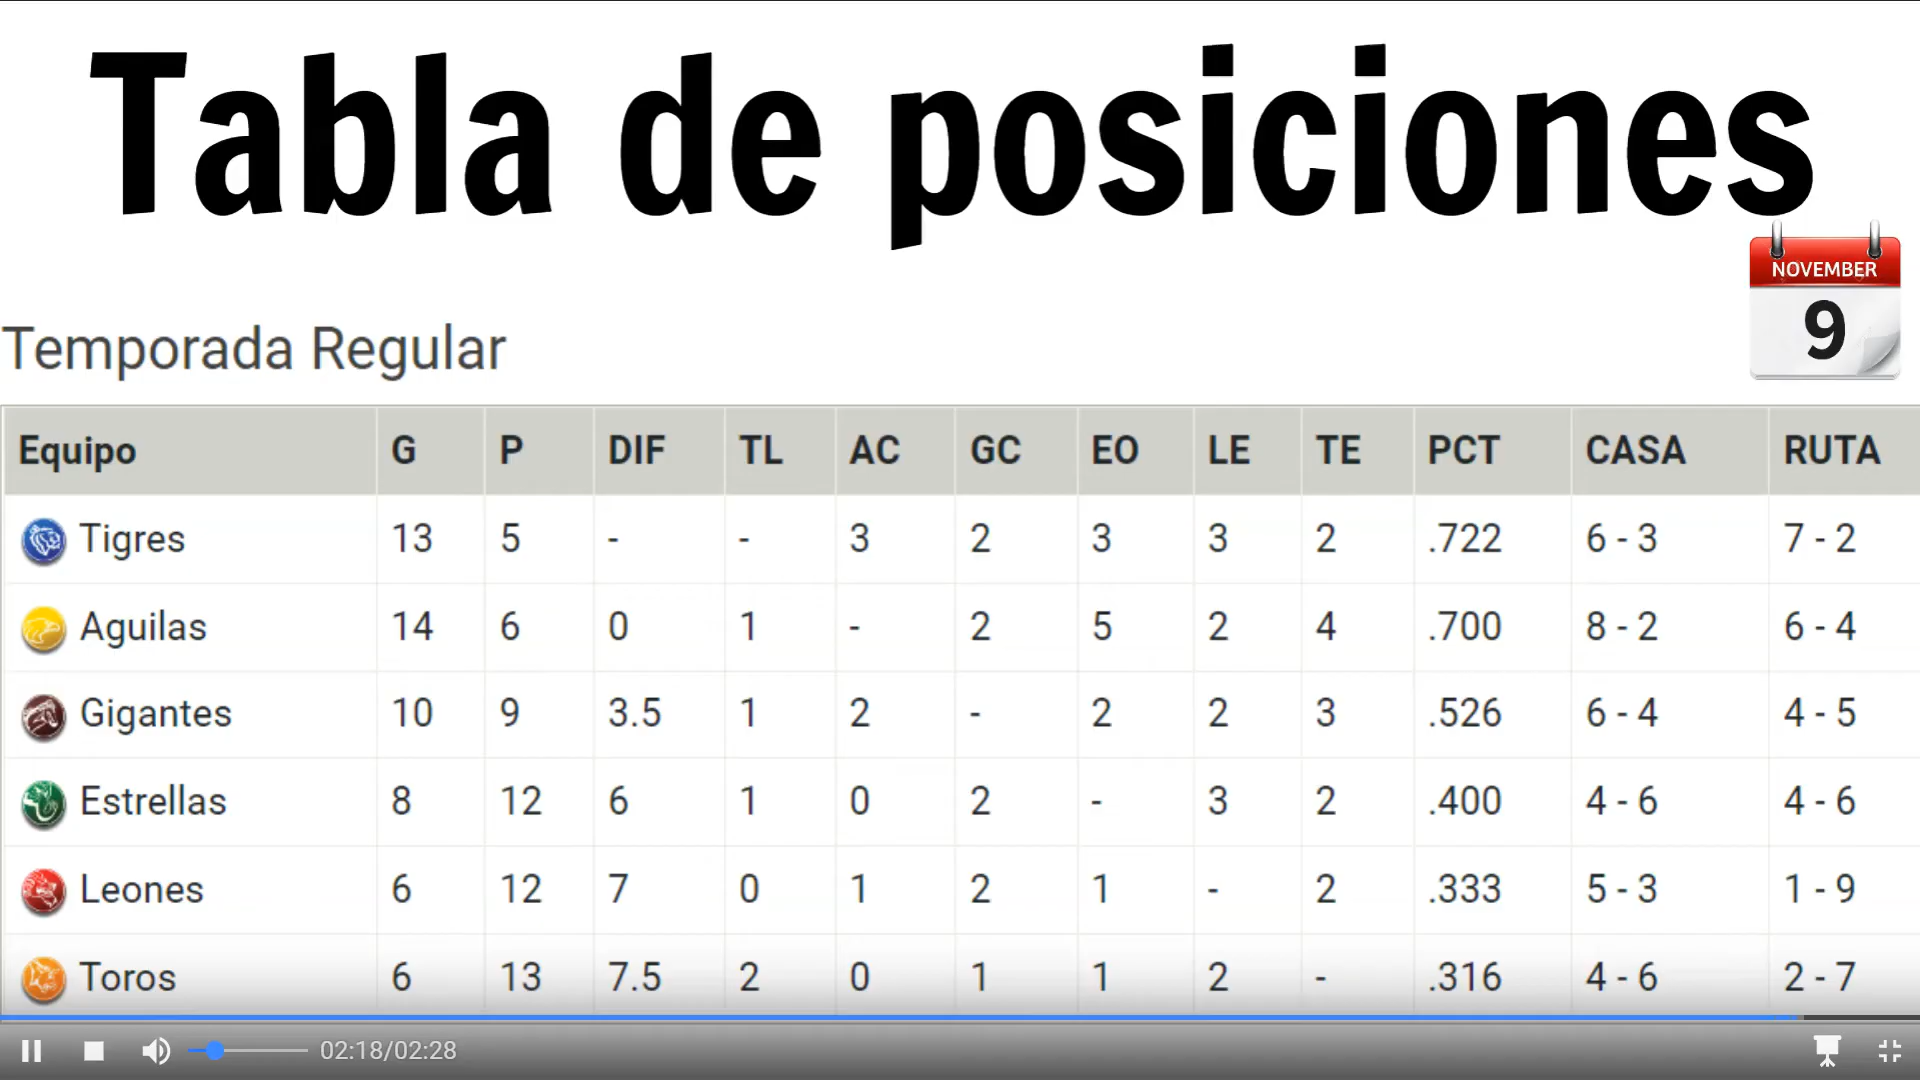 Tabla de posiciones
NOVEMBER
9
Temporada Regular
Equipo G P DIF TL AC GC EO LE TE PCT CASA RUTA
Tigres 13 5 - - 3 2 3 3 2 .722 6 - 3 7 - 2
Aguilas 14 6 0 1 - 2 5 2 4 .700 8 - 2 6 - 4
Gigantes 10 9 3.5 1 2 - 2 2 3 .526 6 - 4 4 - 5
Estrellas 8 12 6 1 0 2 - 3 2 .400 4 - 6 4 - 6
Leones 6 12 7 0 1 2 1 - 2 .333 5 - 3 1 - 9
Toros 6 13 7.5 2 0 1 1 2 - .316 4 - 6 2 - 7
02:18/02:28